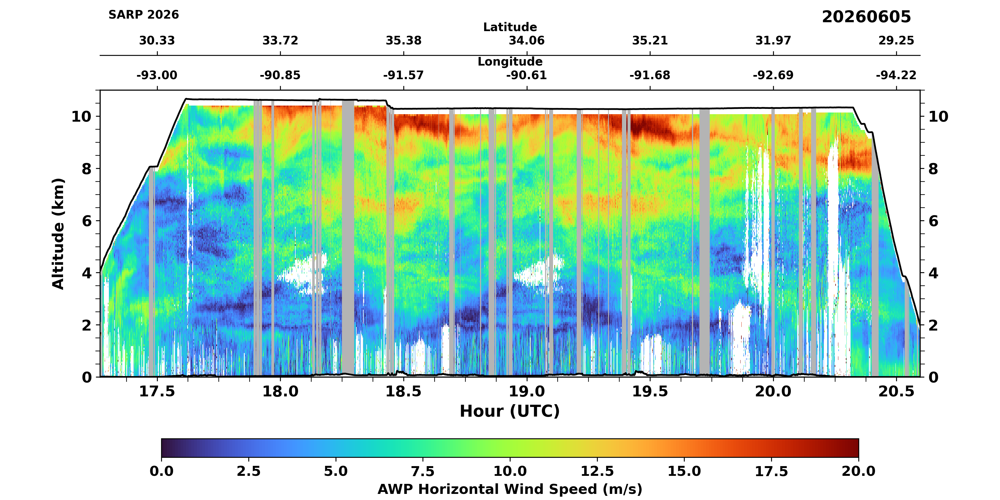 SARP 2026
20260605
Latitude
30.33 33.72 35.38 34.06 35.21 31.97 29.25
Longitude
-93.00 -90.85 -91.57 -90.61 -91.68 -92.69 -94.22
10 10
8 8
6 6
4 4
2 2
0 0
Altitude (km)
17.5 18.0 18.5 19.0 19.5 20.0 20.5
Hour (UTC)
0.0 2.5 5.0 7.5 10.0 12.5 15.0 17.5 20.0
AWP Horizontal Wind Speed (m/s)